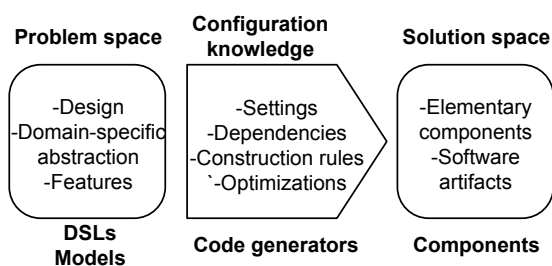 Problem space
-Design
-Domain-specific
abstraction
-Features
DSLs
Models
Configuration
knowledge
-Settings
-Dependencies
-Construction rules
`-Optimizations
Code generators
Solution space
-Elementary
components
-Software
artifacts
Components